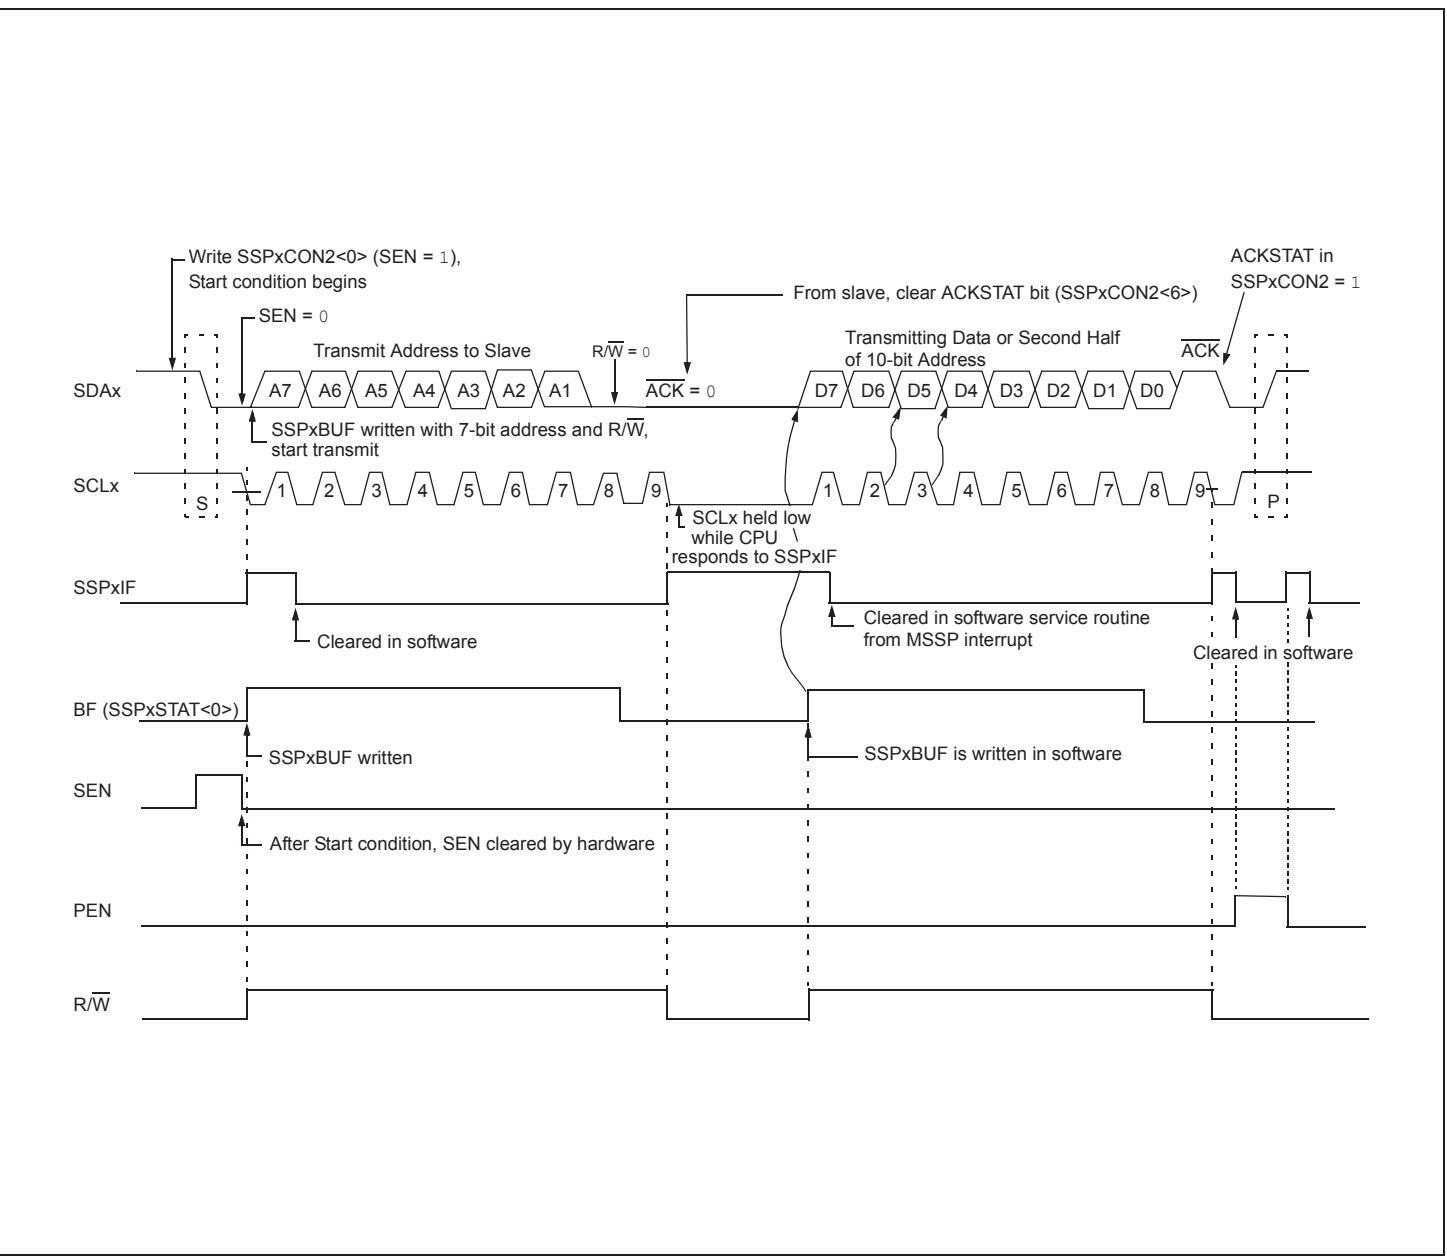 Write SSPxCON2<0> (SEN = 1),
Start condition begins
ACKSTAT in
SSPxCON2 = 1
From slave, clear ACKSTAT bit (SSPxCON2<6>)
SEN = 0
Transmit Address to Slave
R/W = 0
Transmitting Data or Second Half
of 10-bit Address
ACK
SDAx
A7 A6 A5 A4 A3 A2 A1
ACK = 0
D7 D6 D5 D4 D3 D2 D1 D0
SSPxBUF written with 7-bit address and R/W,
start transmit
SCLx
S
1 2 3 4 5 6 7 8 9
1 2 3 4 5 6 7 8 9
P
SCLx held low
while CPU
responds to SSPxIF
SSPxIF
Cleared in software
Cleared in software service routine
from MSSP interrupt
Cleared in software
BF (SSPxSTAT<0>)
SSPxBUF written
SSPxBUF is written in software
SEN
After Start condition, SEN cleared by hardware
PEN
R/W